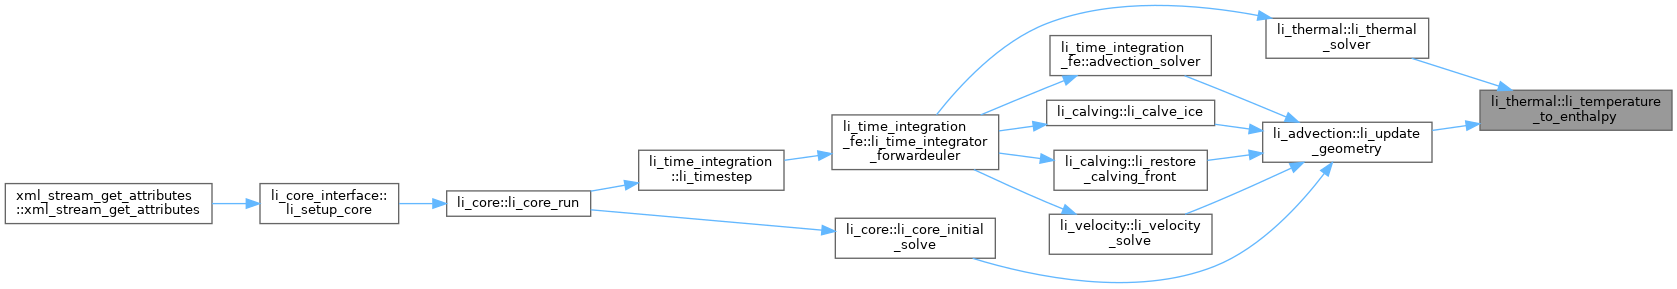 xml_stream_get_attributes
::xml_stream_get_attributes
li_core_interface::
li_setup_core
li_core::li_core_run
li_time_integration
::li_timestep
li_core::li_core_initial
_solve
li_time_integration
_fe::li_time_integrator
_forwardeuler
li_time_integration
_fe::advection_solver
li_calving::li_calve_ice
li_calving::li_restore
_calving_front
li_velocity::li_velocity
_solve
li_thermal::li_thermal
_solver
li_advection::li_update
_geometry
li_thermal::li_temperature
_to_enthalpy